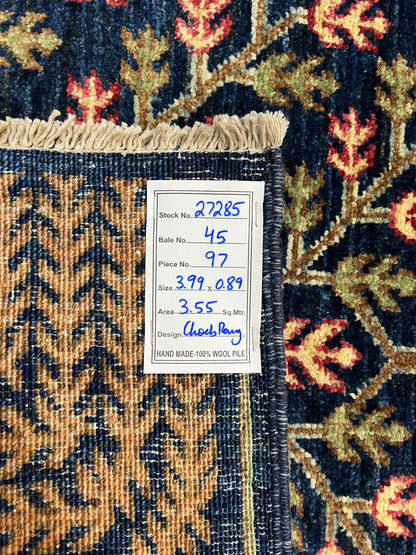 Stock No. 27285
Bale No. 45
Piece No. 97
Size 3.99 x 0.89
Area 3.55 Sq.Mtr.
Design Choeb Rang
HAND MADE-100% WOOL PILE